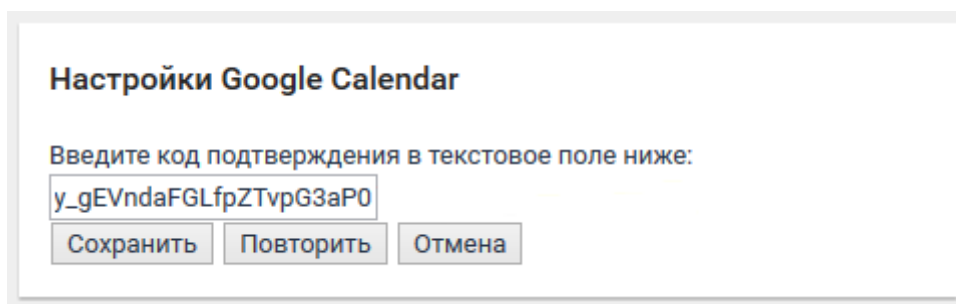 Настройки Google Calendar
Введите код подтверждения в текстовое поле ниже:
y_gEVndaFGLfpZTvpG3aP0
Сохранить Повторить Отмена